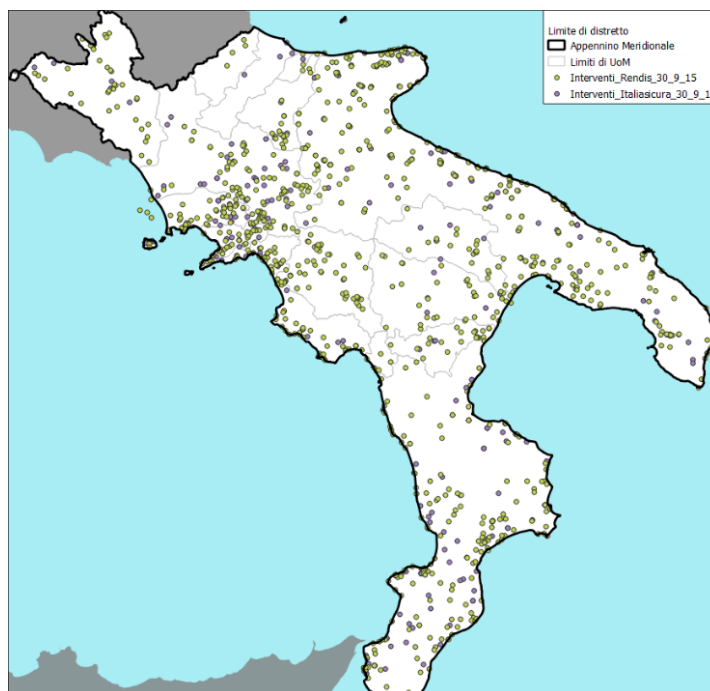 Limite di distretto
Appennino Meridionale
Limiti di UoM
Interventi_Rendis_30_9_15
Interventi_Italiasicura_30_9_1